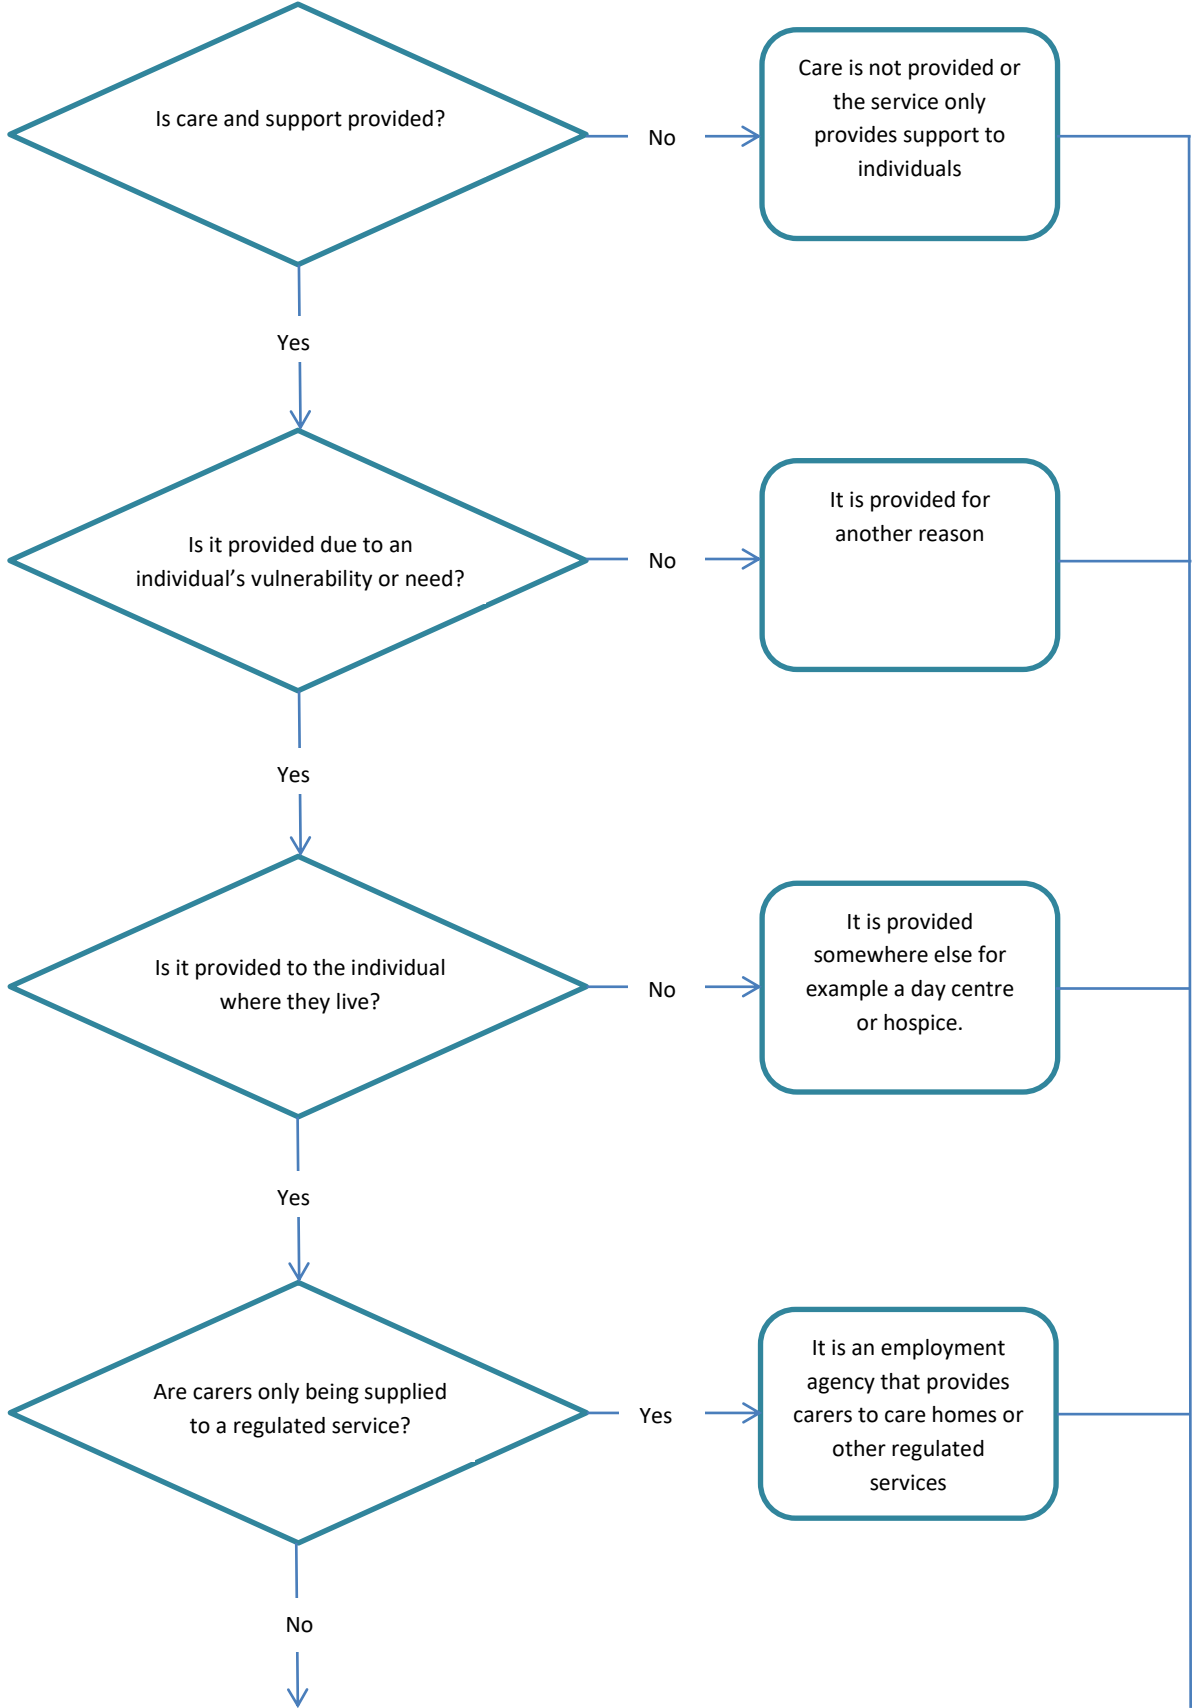 Is care and support provided?
No
Care is not provided or
the service only
provides support to
individuals
Yes
Is it provided due to an
individual’s vulnerability or need?
No
It is provided for
another reason
Yes
Is it provided to the individual
where they live?
No
It is provided
somewhere else for
example a day centre
or hospice.
Yes
Are carers only being supplied
to a regulated service?
Yes
It is an employment
agency that provides
carers to care homes or
other regulated
services
No